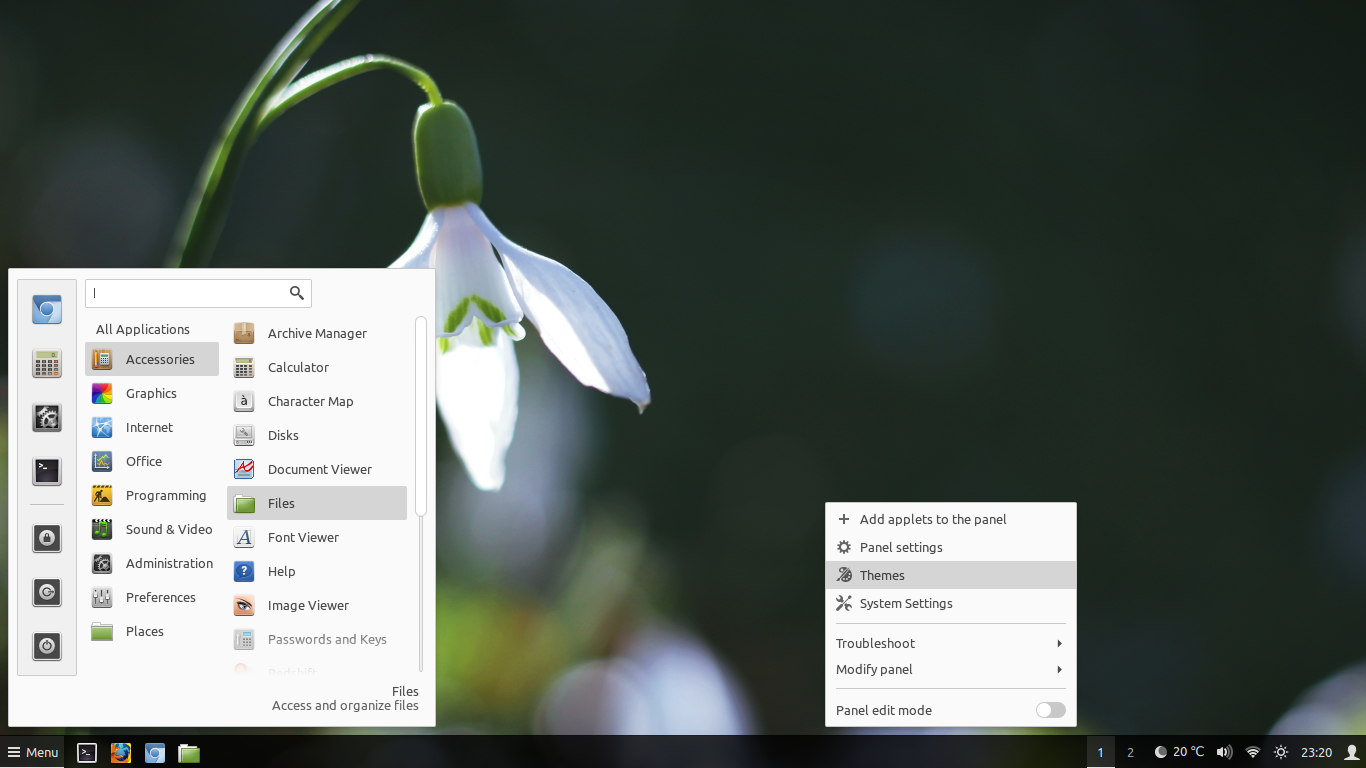 All Applications
Accessories
Graphics
Internet
Office
Programming
Sound & Video
Administration
Preferences
Places
Archive Manager
Calculator
Character Map
Disks
Document Viewer
Files
Font Viewer
Help
Image Viewer
Passwords and Keys
Redshift
Files
Access and organize files
Add applets to the panel
Panel settings
Themes
System Settings
Troubleshoot
Modify panel
Panel edit mode
Menu
1
2
20 ℃
23:20